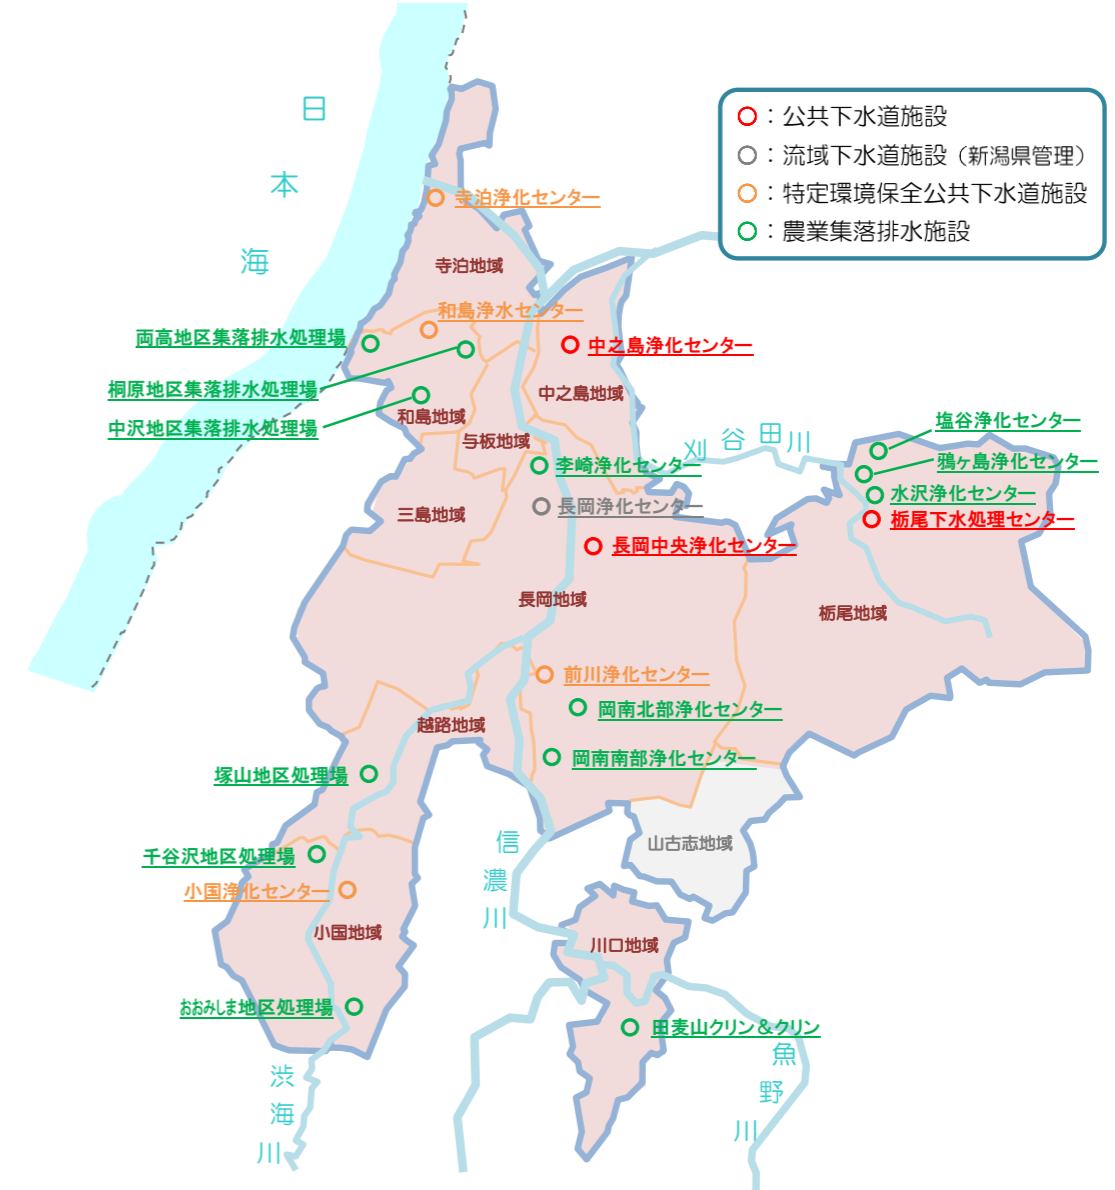 日本海
○：公共下水道施設
○：流域下水道施設（新潟県管理）
○：特定環境保全公共下水道施設
○：農業集落排水施設
寺泊浄化センター
寺泊地域
和島浄水センター
両高地区集落排水処理場
中之島浄化センター
桐原地区集落排水処理場
中之島地域
和島地域
中沢地区集落排水処理場
与板地域
刈谷田川
塩谷浄化センター
鴉ヶ島浄化センター
李崎浄化センター
水沢浄化センター
長岡浄化センター
三島地域
栃尾下水処理センター
長岡中央浄化センター
長岡地域
栃尾地域
前川浄化センター
岡南北部浄化センター
越路地域
岡南南部浄化センター
塚山地区処理場
信濃川
山古志地域
千谷沢地区処理場
小国浄化センター
小国地域
川口地域
おおみしま地区処理場
田麦山クリン＆クリン
渋海川
魚野川